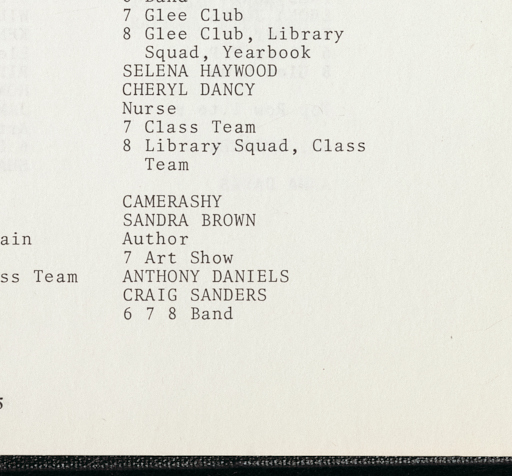 6 Band
7 Glee Club
8 Glee Club, Library
Squad, Yearbook
SELENA HAYWOOD
CHERYL DANCY
Nurse
7 Class Team
8 Library Squad, Class
Team
CAMERASHY
SANDRA BROWN
ain
Author
7 Art Show
ss Team
ANTHONY DANIELS
CRAIG SANDERS
6 7 8 Band
5